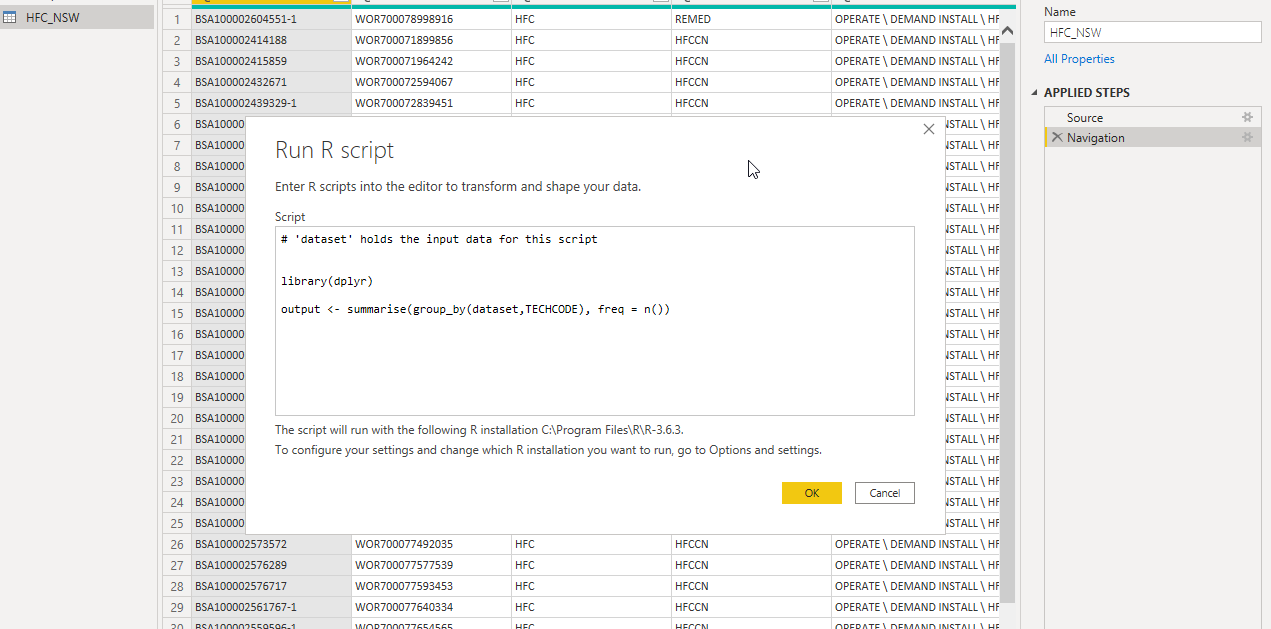 HFC_NSW
1 BSA100002604551-1 WOR700078998916 HFC REMED OPERATE \ DEMAND INSTALL \ HF
2 BSA100002414188 WOR700071899856 HFC HFCCN OPERATE \ DEMAND INSTALL \ HF
3 BSA100002415859 WOR700071964242 HFC HFCCN OPERATE \ DEMAND INSTALL \ HF
4 BSA100002432671 WOR700072594067 HFC HFCCN OPERATE \ DEMAND INSTALL \ HF
5 BSA100002439329-1 WOR700072839451 HFC HFCCN OPERATE \ DEMAND INSTALL \ HF
6 BSA10000 NSTALL \ HF
7 BSA10000 NSTALL \ HF
8 BSA10000 NSTALL \ HF
9 BSA10000 NSTALL \ HF
10 BSA10000 NSTALL \ HF
11 BSA10000 NSTALL \ HF
12 BSA10000 NSTALL \ HF
13 BSA10000 NSTALL \ HF
14 BSA10000 NSTALL \ HF
15 BSA10000 NSTALL \ HF
16 BSA10000 NSTALL \ HF
17 BSA10000 NSTALL \ HF
18 BSA10000 NSTALL \ HF
19 BSA10000 NSTALL \ HF
20 BSA10000 NSTALL \ HF
21 BSA10000 NSTALL \ HF
22 BSA10000 NSTALL \ HF
23 BSA10000 NSTALL \ HF
24 BSA10000 NSTALL \ HF
25 BSA10000 NSTALL \ HF
26 BSA100002573572 WOR700077492035 HFC HFCCN OPERATE \ DEMAND INSTALL \ HF
27 BSA100002576289 WOR700077577539 HFC HFCCN OPERATE \ DEMAND INSTALL \ HF
28 BSA100002576717 WOR700077593453 HFC HFCCN OPERATE \ DEMAND INSTALL \ HF
29 BSA100002561767-1 WOR700077640334 HFC HFCCN OPERATE \ DEMAND INSTALL \ HF
30 BSA100002559596-1 WOR700077654565 HFC HFCCN OPERATE \ DEMAND INSTALL \ HF
Run R script
Enter R scripts into the editor to transform and shape your data.
Script
# 'dataset' holds the input data for this script
library(dplyr)
output <- summarise(group_by(dataset,TECHCODE), freq = n())
The script will run with the following R installation C:\Program Files\R\R-3.6.3.
To configure your settings and change which R installation you want to run, go to Options and settings.
OK
Cancel
Name
HFC_NSW
All Properties
APPLIED STEPS
Source
Navigation